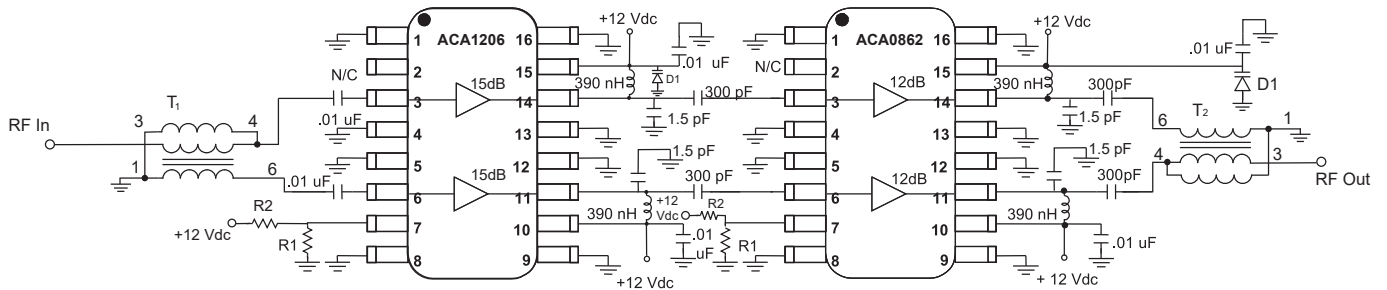 +12 Vdc
+12 Vdc
ACA1206
ACA0862
1
16
1
16
2
15
2
15
3
14
3
14
4
13
4
13
5
12
5
12
6
11
6
11
7
10
7
10
8
9
8
9
N/C
N/C
.01 uF
.01 uF
D1
D1
390 nH
390 nH
15dB
12dB
300 pF
300pF
1.5 pF
1.5 pF
T1
T2
3
4
6
1
RF In
.01 uF
1
6
4
3
RF Out
.01 uF
1.5 pF
1.5 pF
300 pF
300pF
15dB
12dB
R2
+12
Vdc
R2
390 nH
390 nH
+12 Vdc
R1
.01
uF
R1
.01 uF
+12 Vdc
+ 12 Vdc